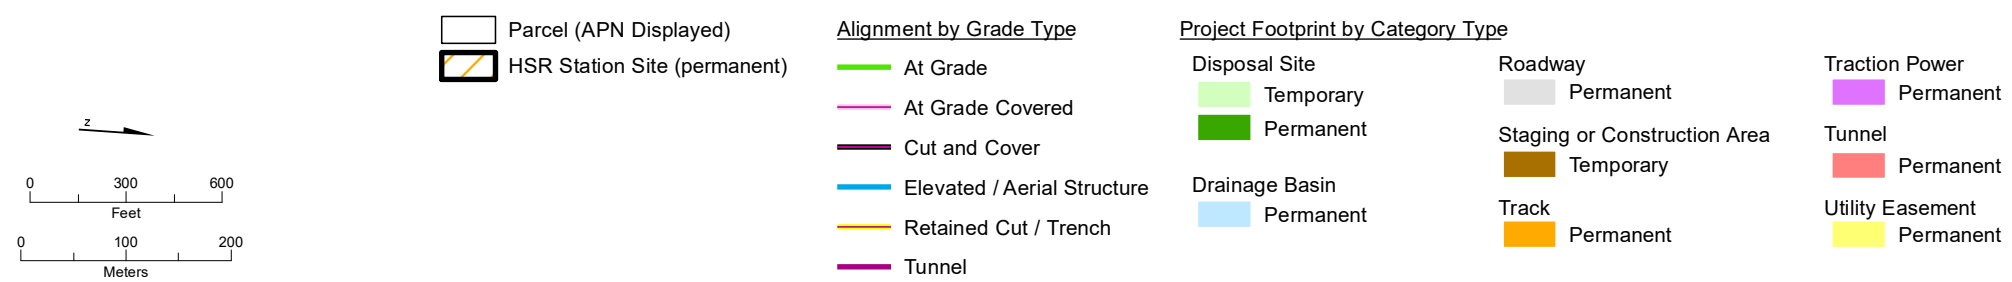 Parcel (APN Displayed)
HSR Station Site (permanent)
z
0 300 600
Feet
0 100 200
Meters
Alignment by Grade Type
At Grade
At Grade Covered
Cut and Cover
Elevated / Aerial Structure
Retained Cut / Trench
Tunnel
Project Footprint by Category Type
Disposal Site
Temporary
Permanent
Drainage Basin
Permanent
Roadway
Permanent
Staging or Construction Area
Temporary
Track
Permanent
Traction Power
Permanent
Tunnel
Permanent
Utility Easement
Permanent